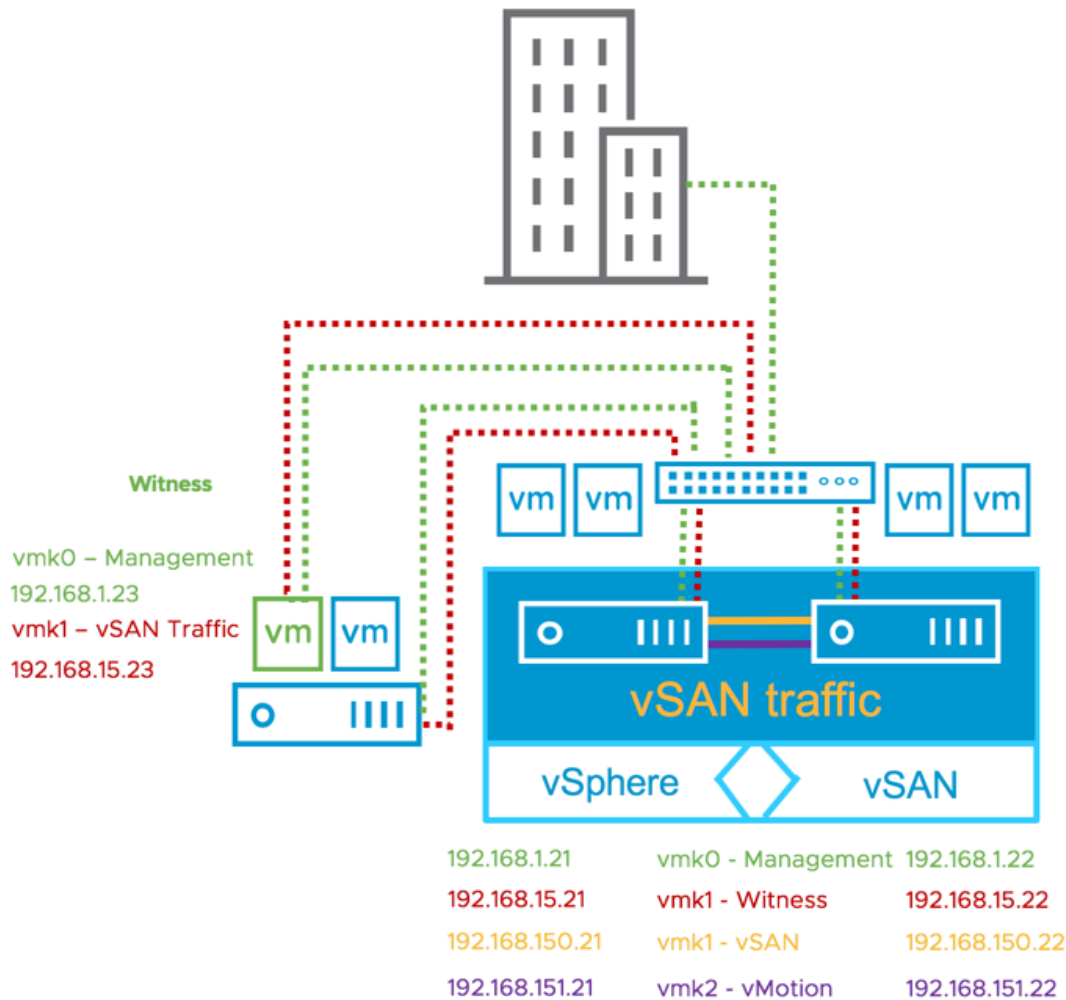 Witness
vmk0 – Management
192.168.1.23
vmk1 – vSAN Traffic
192.168.15.23
vm vm
vm vm
vm vm
vSAN traffic
vSphere vSAN
192.168.1.21 vmk0 - Management 192.168.1.22
192.168.15.21 vmk1 - Witness 192.168.15.22
192.168.150.21 vmk1 - vSAN 192.168.150.22
192.168.151.21 vmk2 - vMotion 192.168.151.22